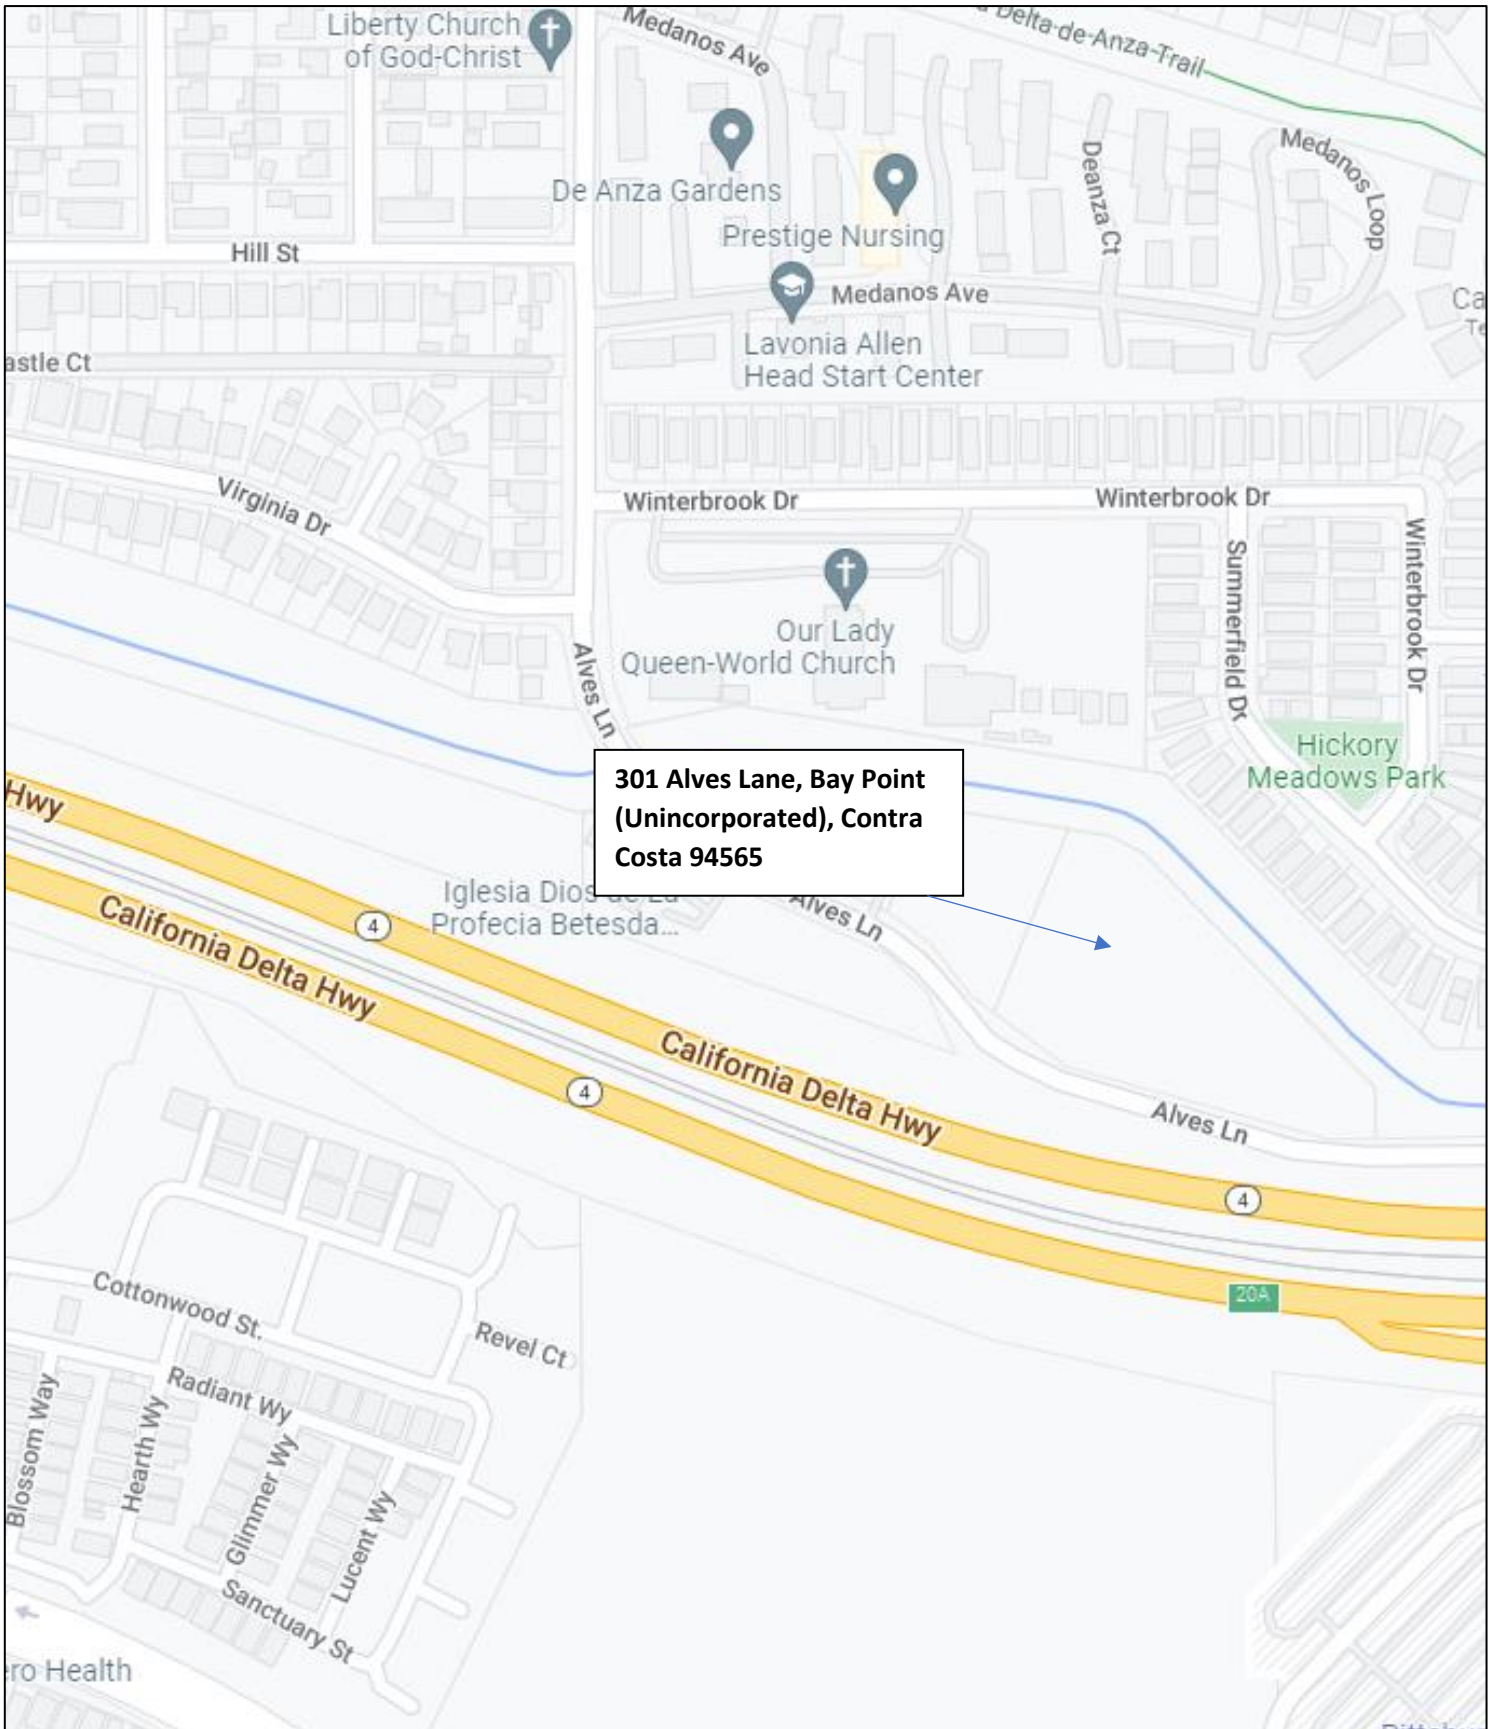 Liberty Church
of God-Christ
Medanos Ave
Delta-de-Anza-Trail
De Anza Gardens
Prestige Nursing
Deanza Ct
Medanos Loop
Hill St
Medanos Ave
Ca
Te
Lavonia Allen
Head Start Center
astle Ct
Virginia Dr
Winterbrook Dr
Winterbrook Dr
Summerfield Dr
Winterbrook Dr
Our Lady
Queen-World Church
Alves Ln
Hickory
Meadows Park
301 Alves Lane, Bay Point
(Unincorporated), Contra
Costa 94565
Hwy
Iglesia Dios de La
Profecia Betesda...
Alves Ln
4
California Delta Hwy
California Delta Hwy
4
Alves Ln
4
20A
Cottonwood St.
Revel Ct
Radiant Wy
Blossom Way
Hearth Wy
Glimmer Wy
Lucent Wy
Sanctuary St
ero Health